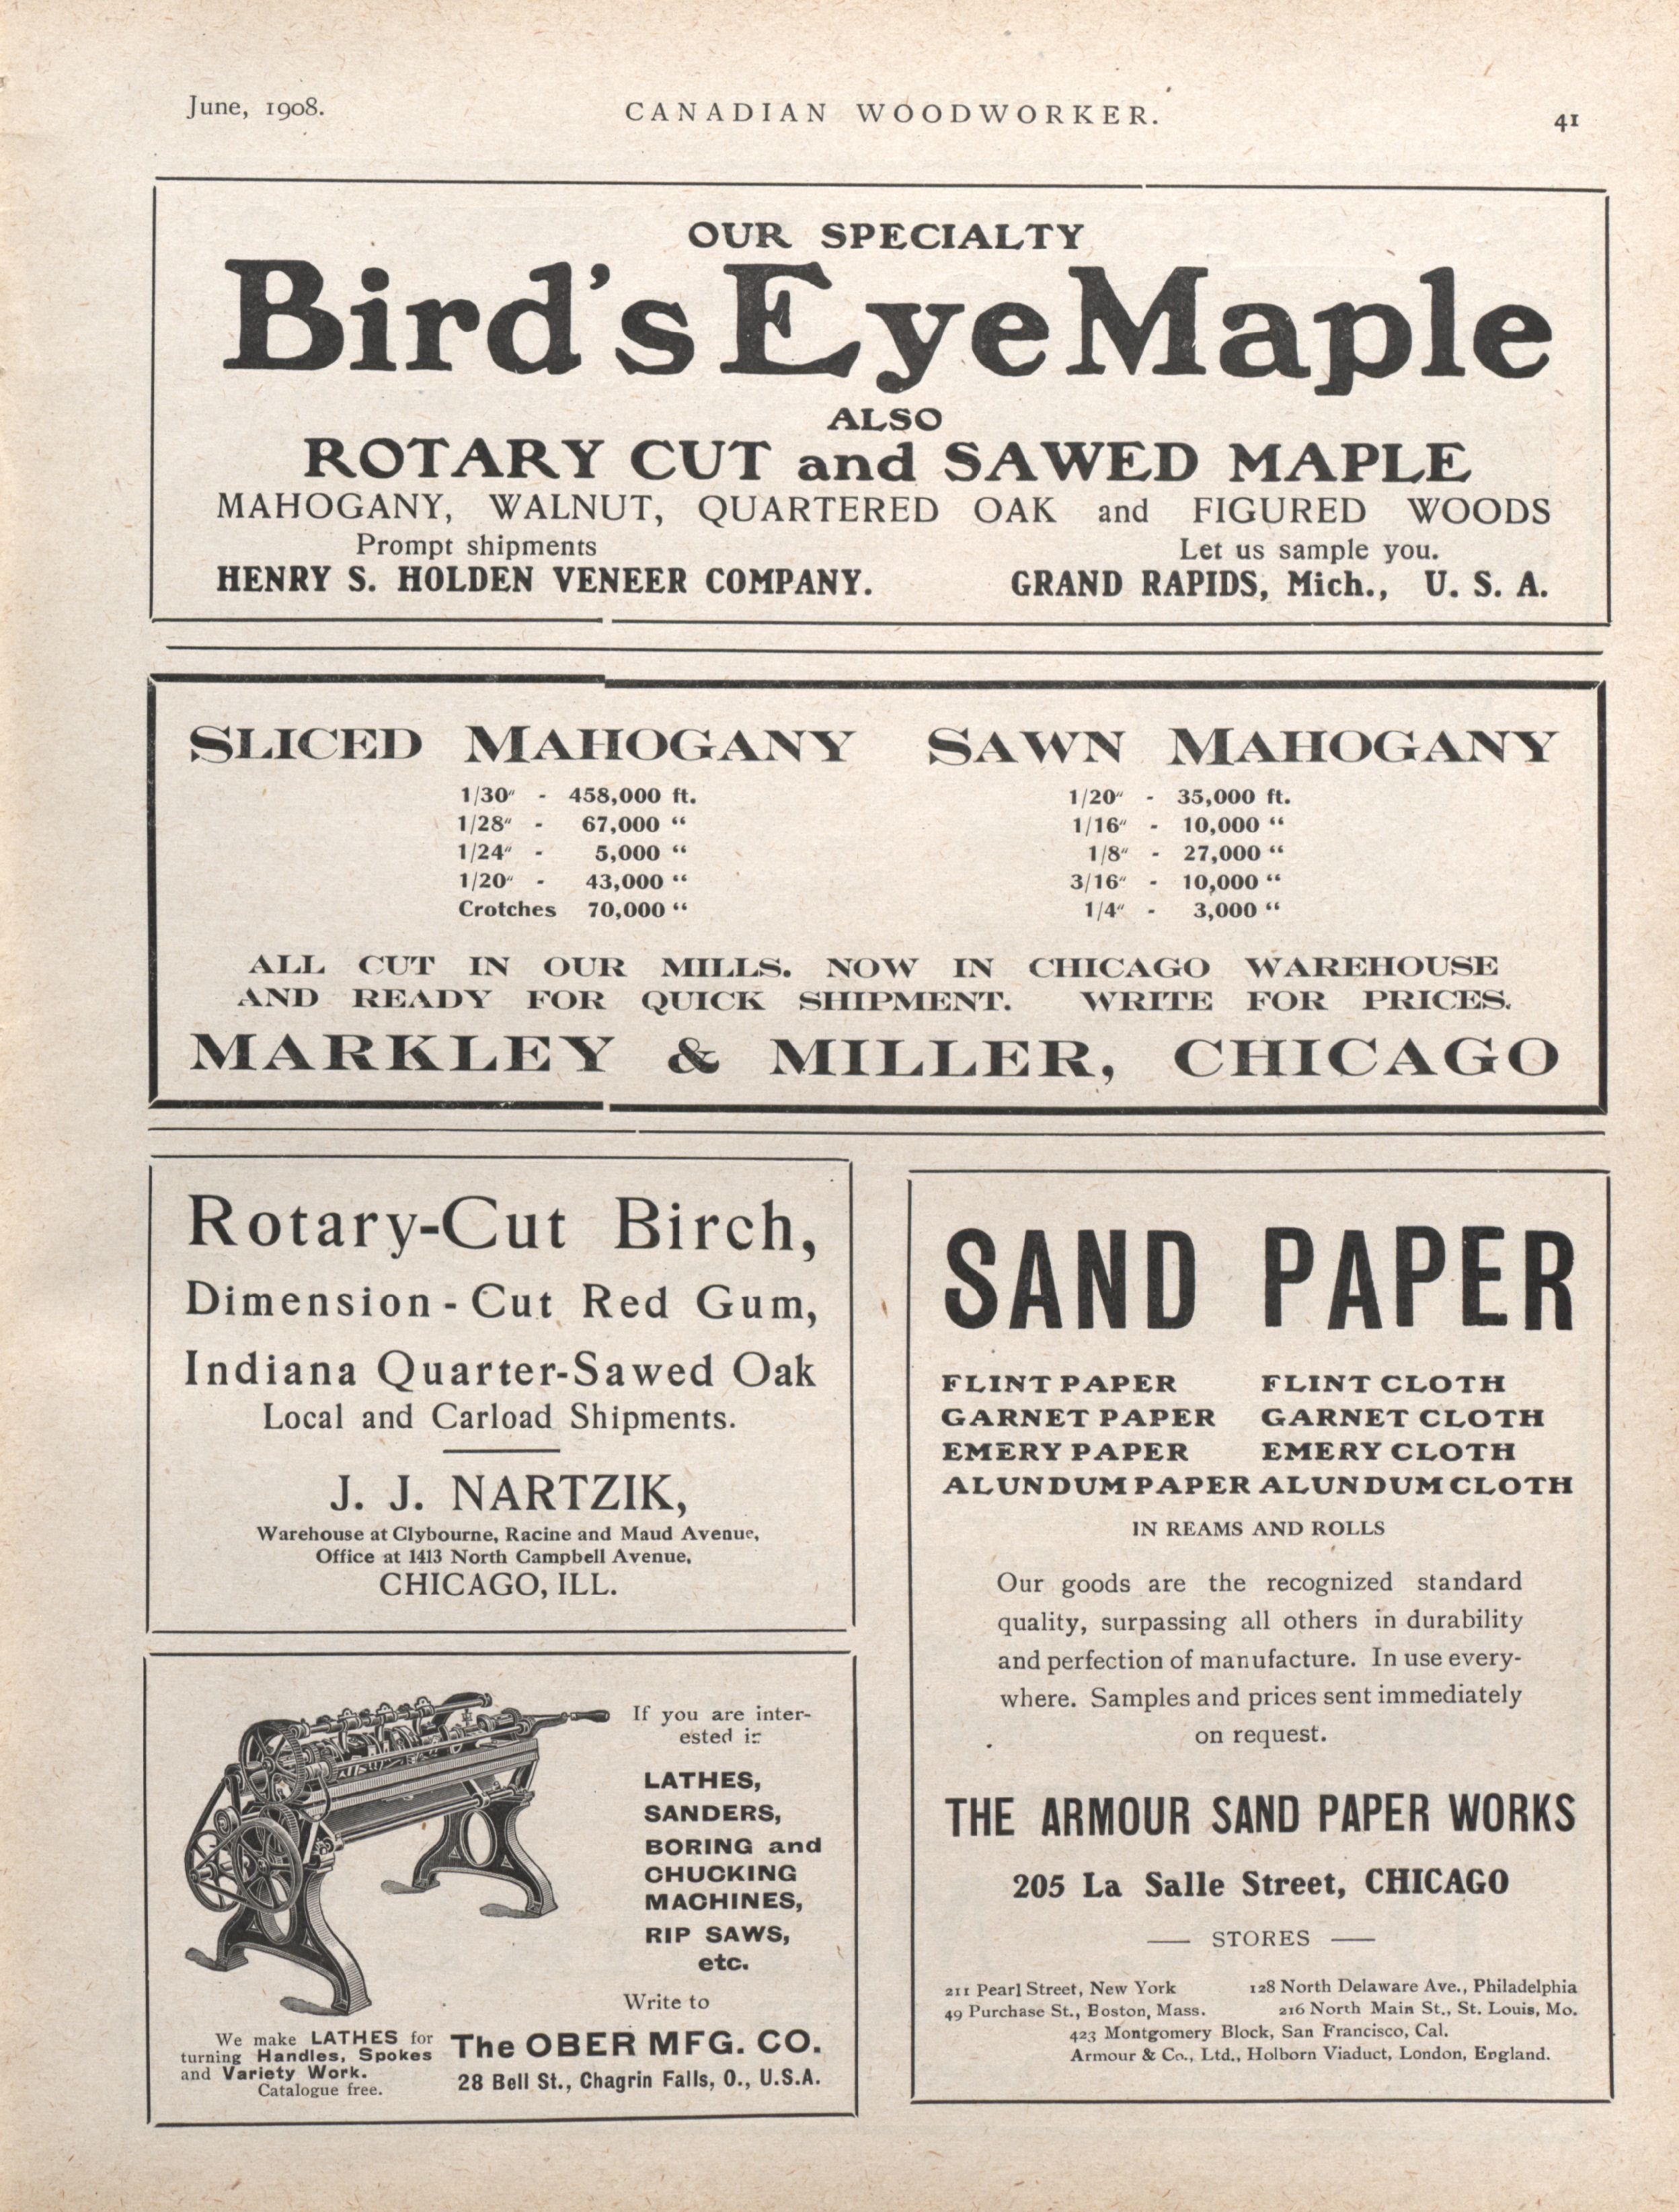 June, 1908.
CANADIAN WOODWORKER.
41
OUR SPECIALTY
Bird's Eye Maple
ALSO
ROTARY CUT and SAWED MAPLE
MAHOGANY, WALNUT, QUARTERED OAK and FIGURED WOODS
Prompt shipments
Let us sample you.
HENRY S. HOLDEN VENEER COMPANY.
GRAND RAPIDS, Mich., U. S. A.
SLICED MAHOGANY
1/30" - 458,000 ft.
1/28" - 67,000 "
1/24" - 5,000 "
1/20" - 43,000 "
Crotches 70,000 "
SAWN MAHOGANY
1/20" - 35,000 ft.
1/16" - 10,000 "
1/8" - 27,000 "
3/16" - 10,000 "
1/4" - 3,000 "
ALL CUT IN OUR MILLS. NOW IN CHICAGO WAREHOUSE
AND READY FOR QUICK SHIPMENT. WRITE FOR PRICES.
MARKLEY & MILLER, CHICAGO
Rotary-Cut Birch,
Dimension-Cut Red Gum,
Indiana Quarter-Sawed Oak
Local and Carload Shipments.
J. J. NARTZIK,
Warehouse at Clybourne, Racine and Maud Avenue,
Office at 1413 North Campbell Avenue,
CHICAGO, ILL.
If you are inter-
ested in
LATHES,
SANDERS,
BORING and
CHUCKING
MACHINES,
RIP SAWS,
etc.
Write to
The OBER MFG. CO.
28 Bell St., Chagrin Falls, O., U.S.A.
We make LATHES for
turning Handles, Spokes
and Variety Work.
Catalogue free.
SAND PAPER
FLINT PAPER FLINT CLOTH
GARNET PAPER GARNET CLOTH
EMERY PAPER EMERY CLOTH
ALUNDUM PAPER ALUNDUM CLOTH
IN REAMS AND ROLLS
Our goods are the recognized standard
quality, surpassing all others in durability
and perfection of manufacture. In use every-
where. Samples and prices sent immediately
on request.
THE ARMOUR SAND PAPER WORKS
205 La Salle Street, CHICAGO
STORES
211 Pearl Street, New York 128 North Delaware Ave., Philadelphia
49 Purchase St., Boston, Mass. 216 North Main St., St. Louis, Mo.
423 Montgomery Block, San Francisco, Cal.
Armour & Co., Ltd., Holborn Viaduct, London, England.